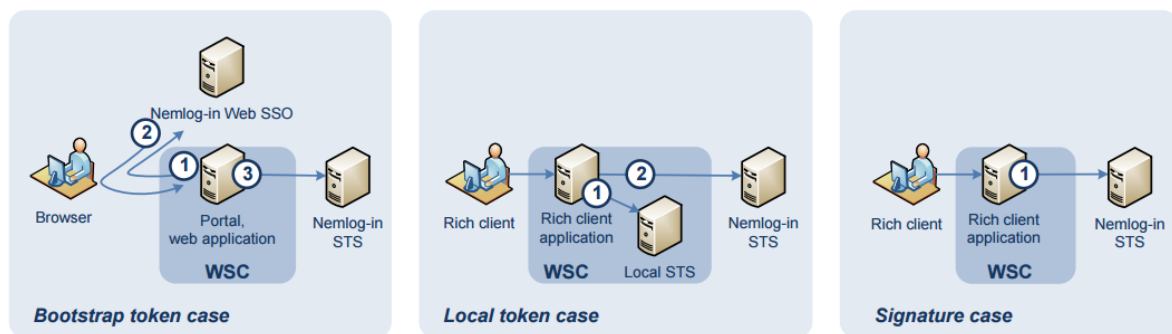 Nemlog-in Web SSO
2
1
3
Browser
Portal,
web application
Nemlog-in
STS
WSC
Bootstrap token case
2
1
Rich client
Rich client
application
Nemlog-in
STS
Local STS
WSC
Local token case
1
Rich client
Rich client
application
Nemlog-in
STS
WSC
Signature case